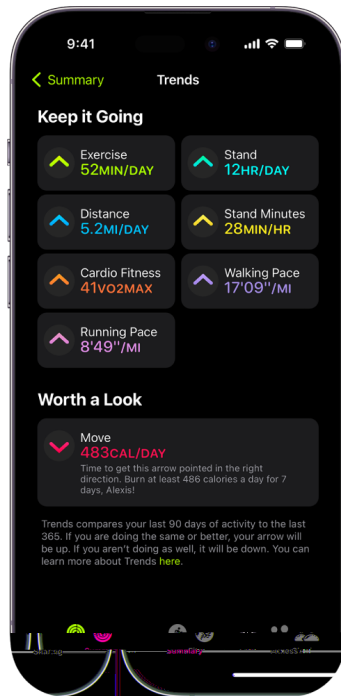 9:41
Summary
Trends
Keep it Going
Exercise
52MIN/DAY
Stand
12HR/DAY
Distance
5.2MI/DAY
Stand Minutes
28MIN/HR
Cardio Fitness
41VO2MAX
Walking Pace
17'09''/MI
Running Pace
8'49''/MI
Worth a Look
Move
483CAL/DAY
Time to get this arrow pointed in the right
direction. Burn at least 486 calories a day for 7
days, Alexis!
Trends compares your last 90 days of activity to the last
365. If you are doing the same or better, your arrow
will be up. If you aren't doing as well, it will be down. You can
learn more about Trends here.